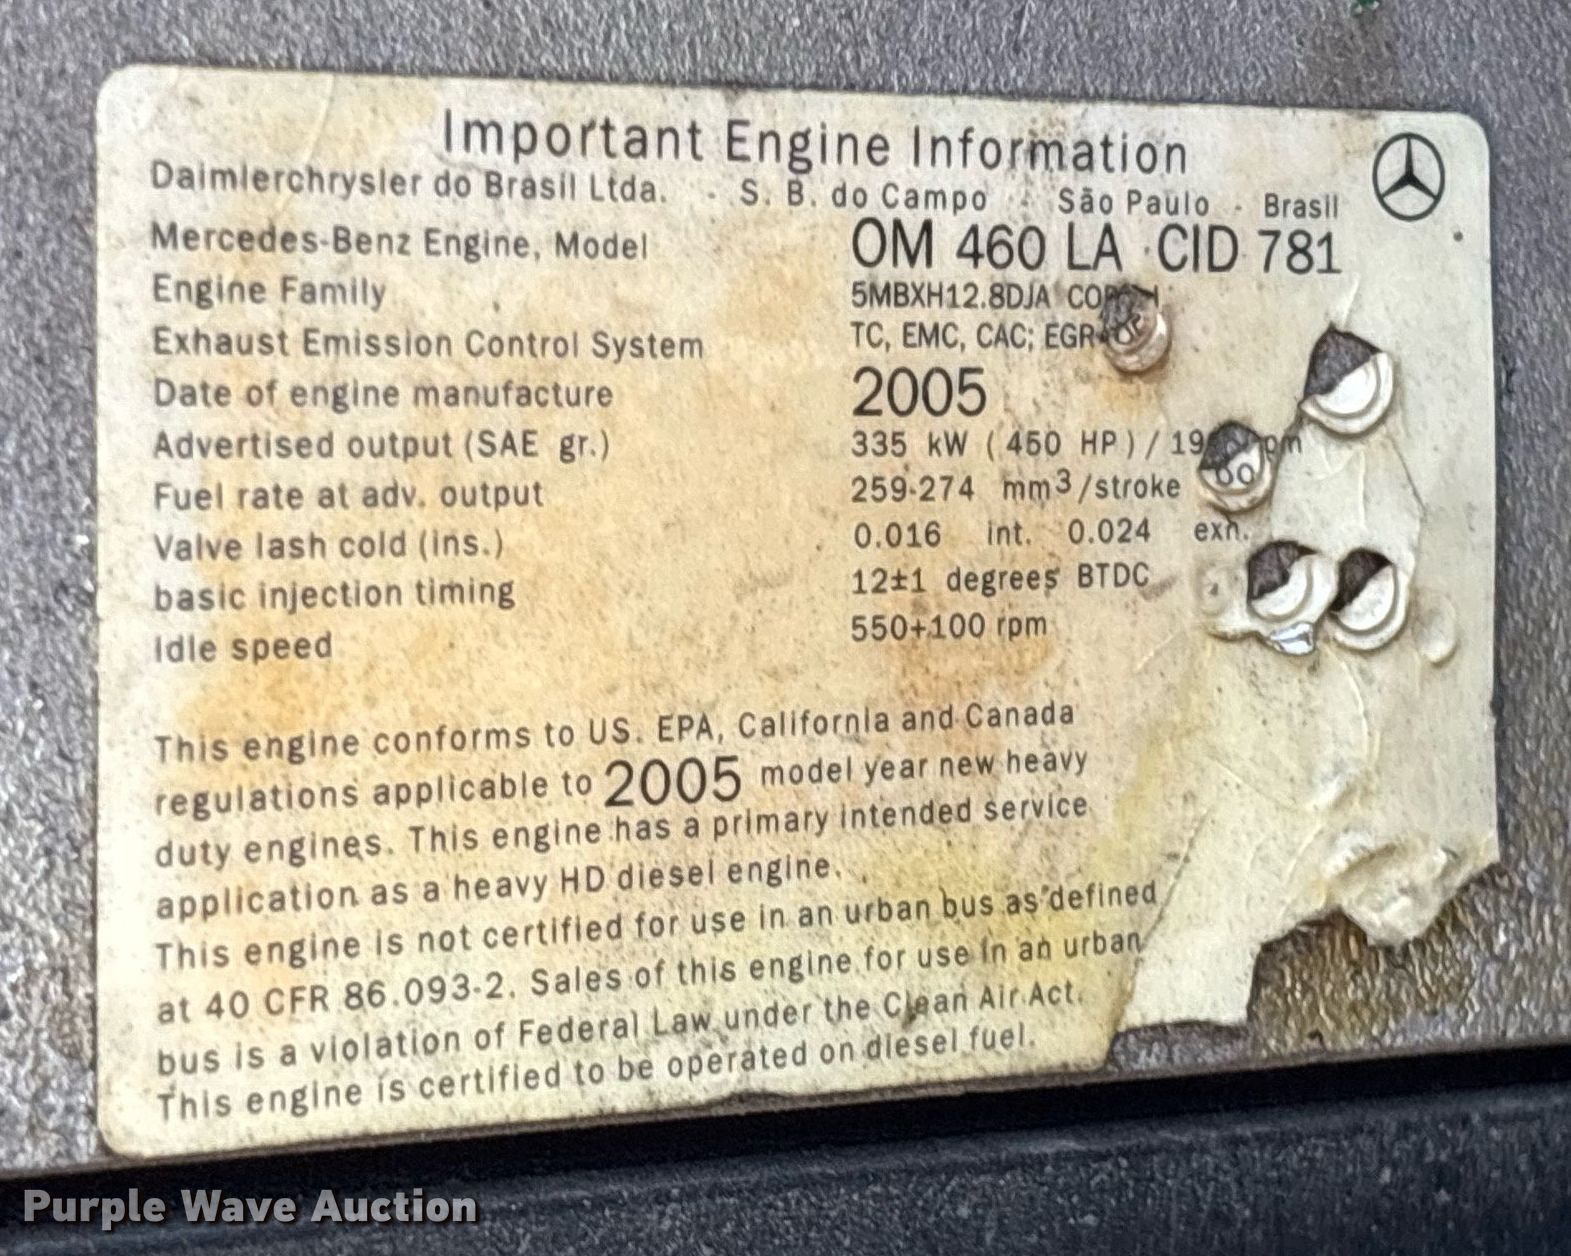 Important Engine Information
Daimlerchrysler do Brasil Ltda. - S. B. do Campo - São Paulo - Brasil
Mercedes-Benz Engine, Model OM 460 LA CID 781
Engine Family 5MBXH12.8DJA
Exhaust Emission Control System TC, EMC, CAC; EGR
Date of engine manufacture 2005
Advertised output (SAE gr.) 335 kW (450 HP) /
Fuel rate at adv. output 259-274 mm3/stroke
Valve lash cold (ins.) 0.016 int. 0.024 exh.
basic injection timing 12±1 degrees BTDC
Idle speed 550+100 rpm
This engine conforms to US. EPA, California and Canada
regulations applicable to 2005 model year new heavy
duty engines. This engine has a primary intended service
application as a heavy HD diesel engine.
This engine is not certified for use in an urban bus as defined
at 40 CFR 86.093-2. Sales of this engine for use in an urban
bus is a violation of Federal Law under the Clean Air Act.
This engine is certified to be operated on diesel fuel.
Purple Wave Auction